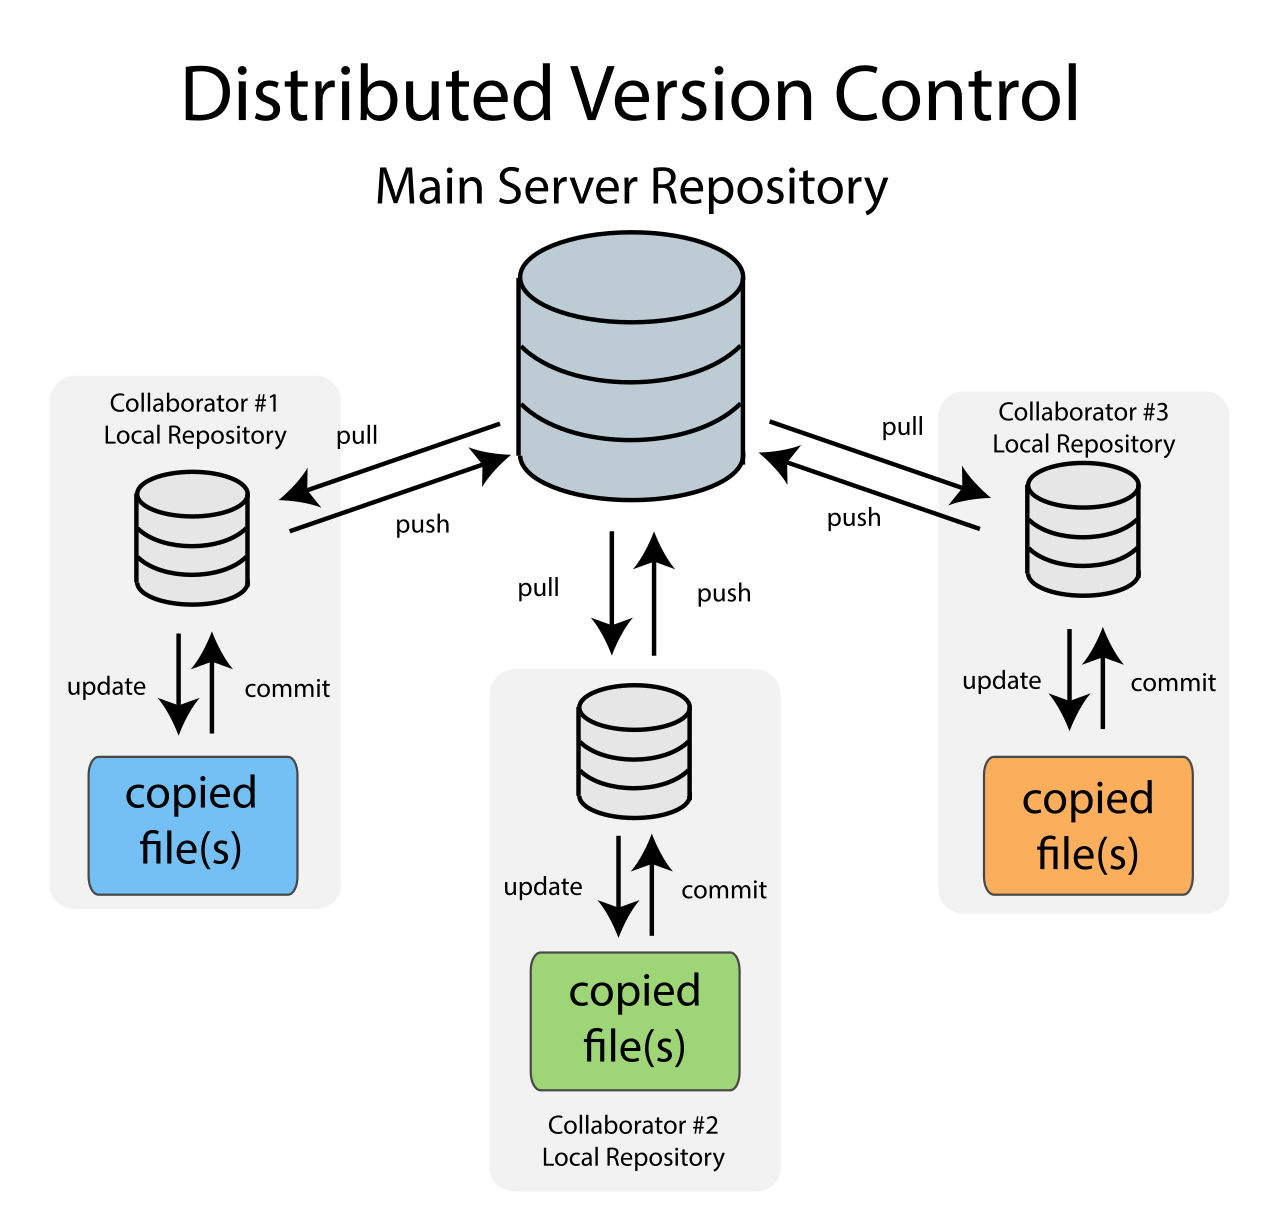 Distributed Version Control
Main Server Repository
Collaborator #1
Local Repository
pull
push
update
commit
copied
file(s)
pull
push
update
commit
copied
file(s)
Collaborator #2
Local Repository
Collaborator #3
Local Repository
pull
push
update
commit
copied
file(s)